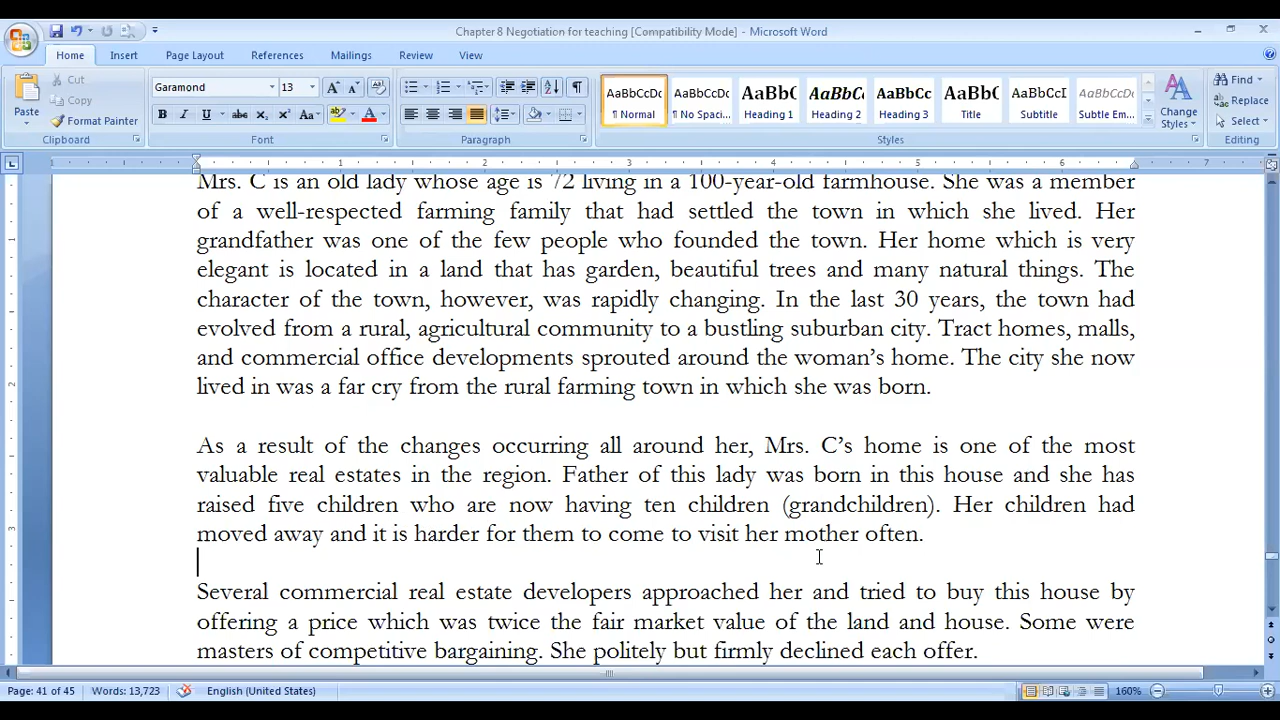 Chapter 8 Negotiation for teaching [Compatibility Mode] - Microsoft Word
Home Insert Page Layout References Mailings Review View
Paste
Cut
Copy
Format Painter
Clipboard
Garamond 13
Font
Paragraph
AaBbCcDc
¶ Normal
AaBbCcDc
¶ No Spaci...
AaBbC
Heading 1
AaBbC
Heading 2
AaBbCc
Heading 3
AaBbC
Title
AaBbCcI
Subtitle
AaBbCcDc
Subtle Em...
Change Styles
Styles
Find
Replace
Select
Editing
1 2 3 4 5 6 7
Mrs. C is an old lady whose age is 72 living in a 100-year-old farmhouse. She was a member
of a well-respected farming family that had settled the town in which she lived. Her
grandfather was one of the few people who founded the town. Her home which is very
elegant is located in a land that has garden, beautiful trees and many natural things. The
character of the town, however, was rapidly changing. In the last 30 years, the town had
evolved from a rural, agricultural community to a bustling suburban city. Tract homes, malls,
and commercial office developments sprouted around the woman's home. The city she now
lived in was a far cry from the rural farming town in which she was born.
As a result of the changes occurring all around her, Mrs. C's home is one of the most
valuable real estates in the region. Father of this lady was born in this house and she has
raised five children who are now having ten children (grandchildren). Her children had
moved away and it is harder for them to come to visit her mother often.
Several commercial real estate developers approached her and tried to buy this house by
offering a price which was twice the fair market value of the land and house. Some were
masters of competitive bargaining. She politely but firmly declined each offer.
Page: 41 of 45 Words: 13,723 English (United States) 160%